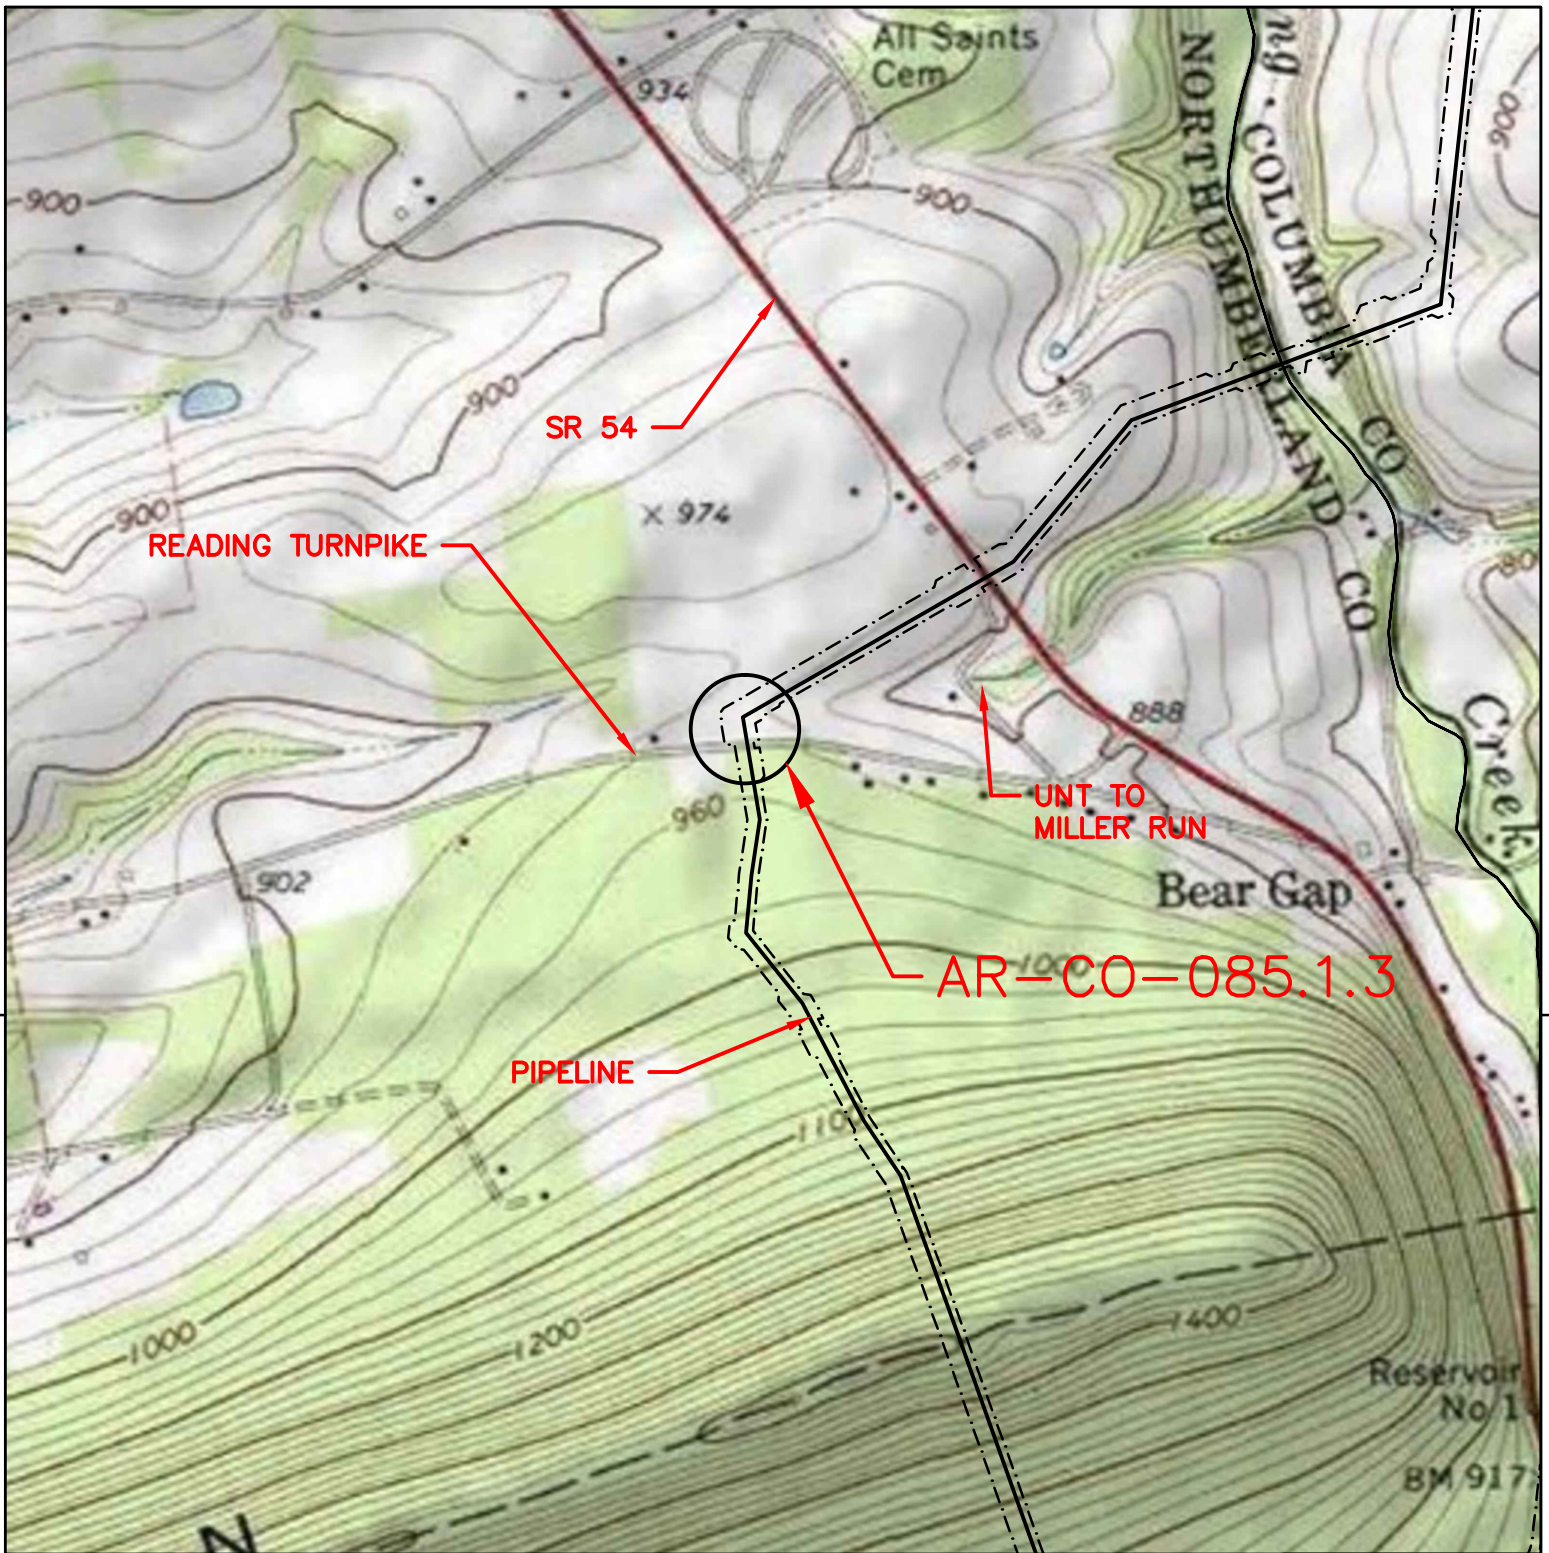 All Saints
Cem
934
900
900
900
900
900
NORTHUMBERLAND CO
COLUMBIA CO
SR 54
READING TURNPIKE
974
888
Creek
UNT TO
MILLER RUN
960
902
Bear Gap
1000
AR-CO-085.1.3
PIPELINE
1100
1000
1200
1400
Reservoir
No 1
BM 917
N